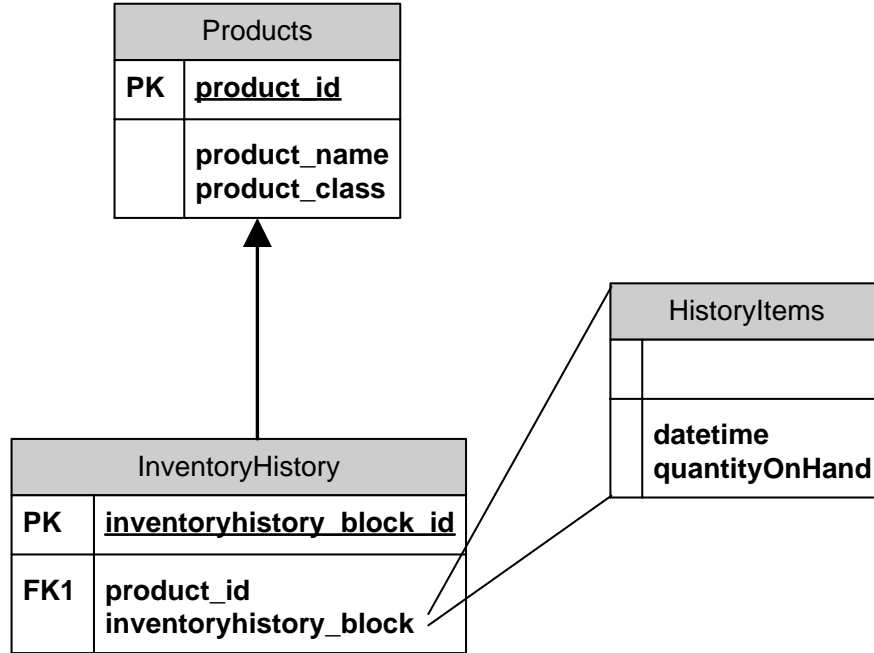 Products
PK product_id
product_name
product_class
HistoryItems
datetime
quantityOnHand
InventoryHistory
PK inventoryhistory_block_id
FK1 product_id
inventoryhistory_block